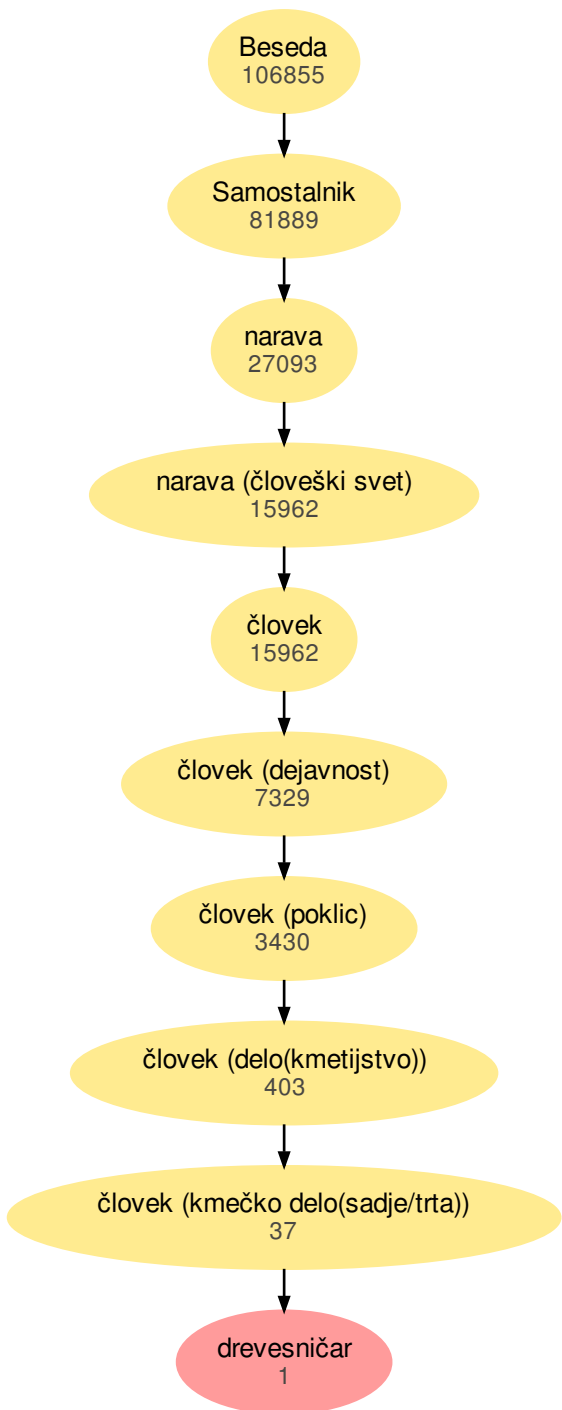 Beseda
106855
Samostalnik
81889
narava
27093
narava (človeški svet)
15962
človek
15962
človek (dejavnost)
7329
človek (poklic)
3430
človek (delo(kmetijstvo))
403
človek (kmečko delo(sadje/trta))
37
drevesničar
1